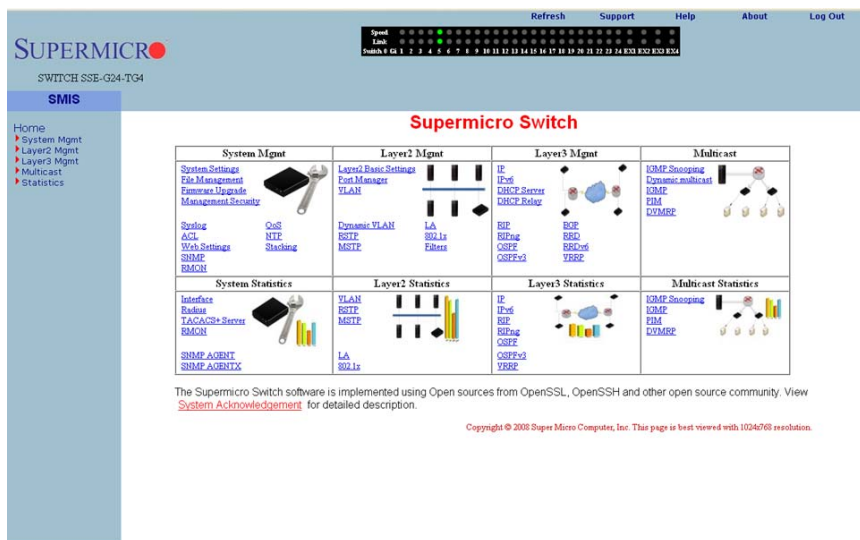 Refresh Support Help About Log Out
SUPERMICRO
SWITCH SSE-G24-TG4
Speed
Link
Switch 0 Gi 1 2 3 4 5 6 7 8 9 10 11 12 13 14 15 16 17 18 19 20 21 22 23 24 EX1 EX2 EX3 EX4
SMIS
Home
System Mgmt
Layer2 Mgmt
Layer3 Mgmt
Multicast
Statistics
Supermicro Switch
System Mgmt
System Settings
File Management
Firmware Upgrade
Management Security
Syslog QoS
ACL NTP
Web Settings Stacking
SNMP
RMON
Layer2 Mgmt
Layer2 Basic Settings
Port Manager
VLAN
Dynamic VLAN LA
RSTP 802.1x
MSTP Filters
Layer3 Mgmt
IP
IPv6
DHCP Server
DHCP Relay
RIP BGP
RIPng RRD
OSPF RRDv6
OSPFv3 VRRP
Multicast
IGMP Snooping
Dynamic multicast
IGMP
PIM
DVMRP
System Statistics
Interface
Radius
TACACS+ Server
RMON
SNMP AGENT
SNMP AGENTX
Layer2 Statistics
VLAN
RSTP
MSTP
LA
802.1x
Layer3 Statistics
IP
IPv6
RIP
RIPng
OSPF
OSPFv3
VRRP
Multicast Statistics
IGMP Snooping
IGMP
PIM
DVMRP
The Supermicro Switch software is implemented using Open sources from OpenSSL, OpenSSH and other open source community. View
System Acknowledgement for detailed description.
Copyright © 2008 Super Micro Computer, Inc. This page is best viewed with 1024x768 resolution.